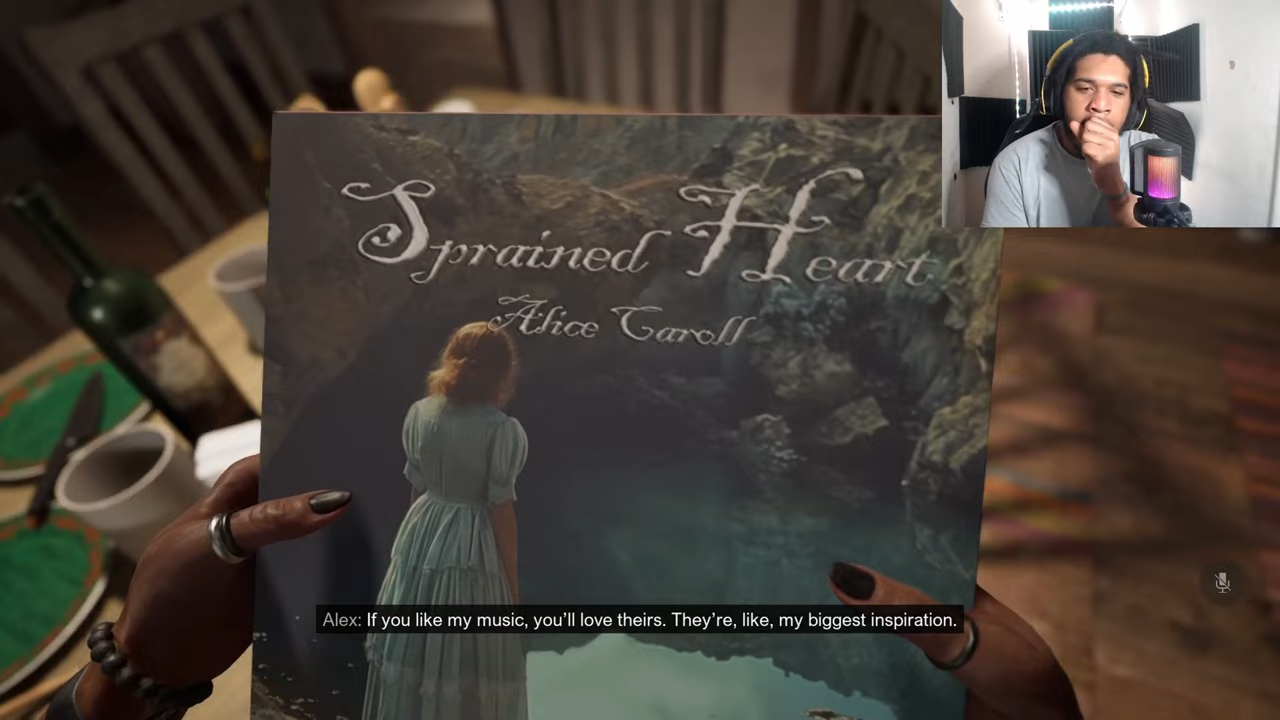 Sprained Heart
Alice Caroll
Alex: If you like my music, you'll love theirs. They're, like, my biggest inspiration.